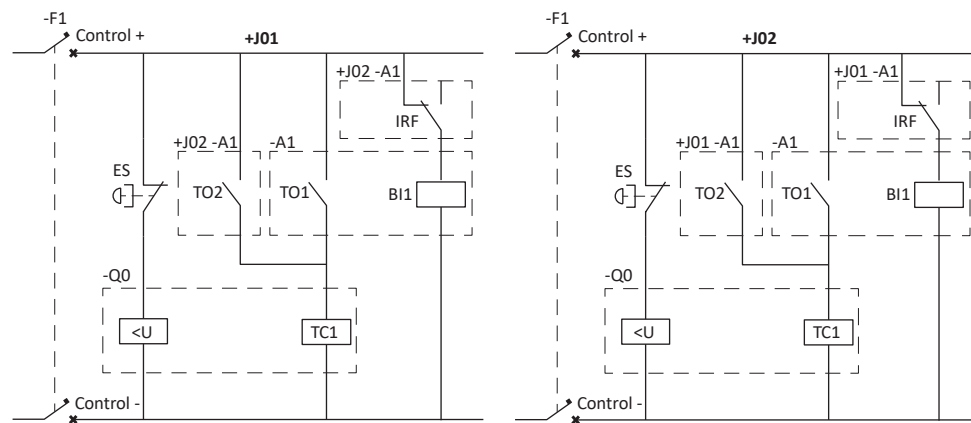 -F1
Control +
+J01
+J02 -A1
IRF
+J02 -A1
-A1
ES
TO2
TO1
BI1
-Q0
<U
TC1
Control -
-F1
Control +
+J02
+J01 -A1
IRF
+J01 -A1
-A1
ES
TO2
TO1
BI1
-Q0
<U
TC1
Control -